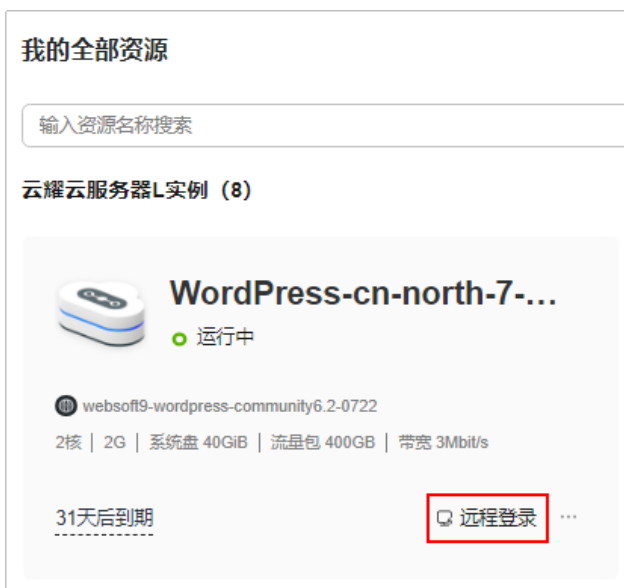 我的全部资源
输入资源名称搜索
云耀云服务器L实例（8）
WordPress-cn-north-7-...
运行中
websoft9-wordpress-community6.2-0722
2核 | 2G | 系统盘 40GiB | 流量包 400GB | 带宽 3Mbit/s
31天后到期 远程登录 ...